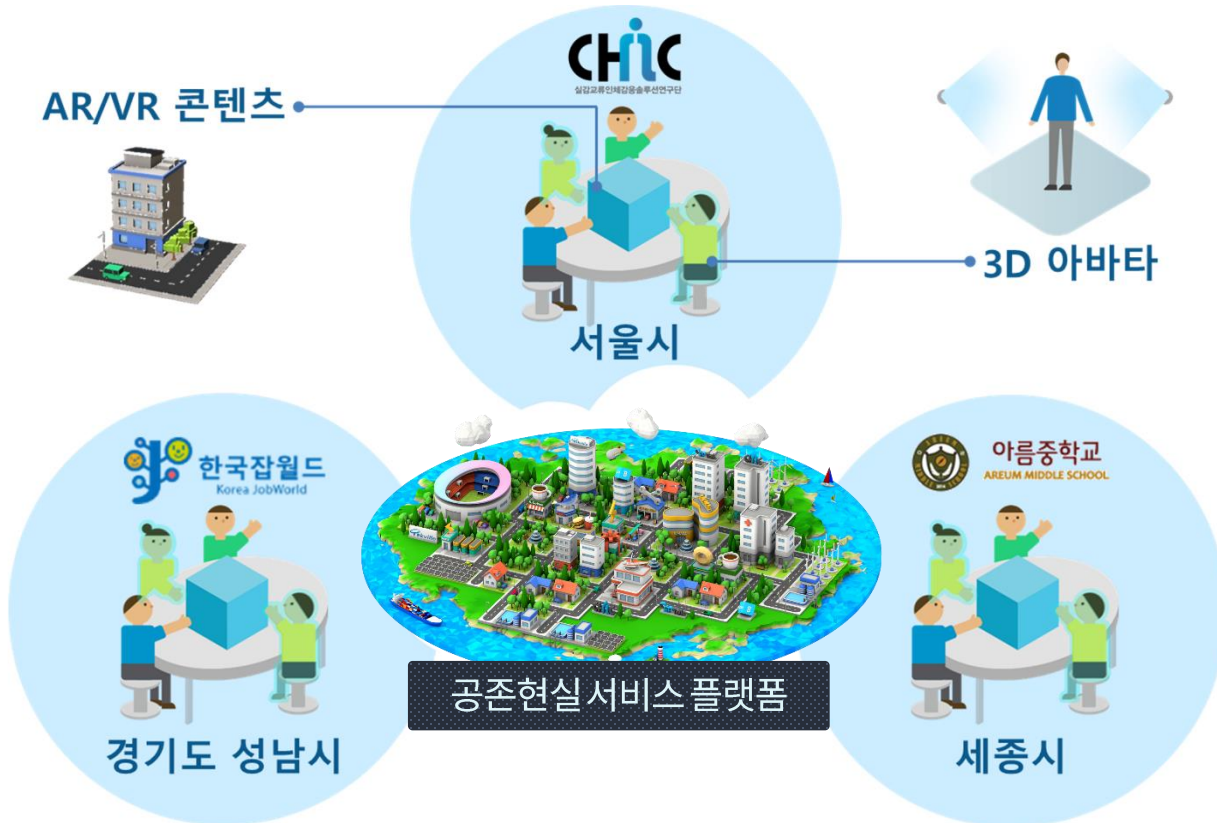 CHIC
실감교류인체감응솔루션연구단
AR/VR 콘텐츠
3D 아바타
서울시
한국잡월드
Korea JobWorld
아름중학교
AREUM MIDDLE SCHOOL
공존현실 서비스 플랫폼
경기도 성남시
세종시